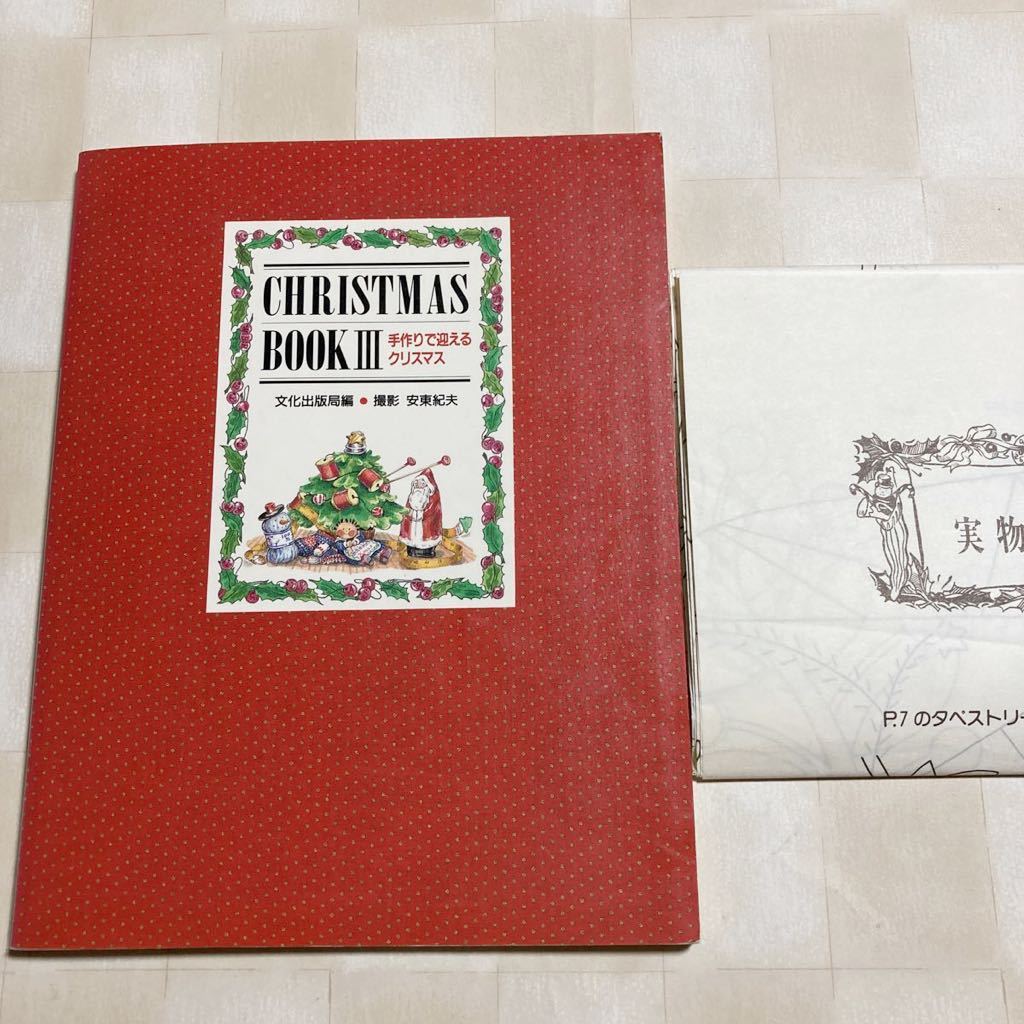 CHRISTMAS
BOOK III
手作りで迎える
クリスマス
文化出版局編 ● 撮影 安東紀夫
実物
P.7 のタペストリー